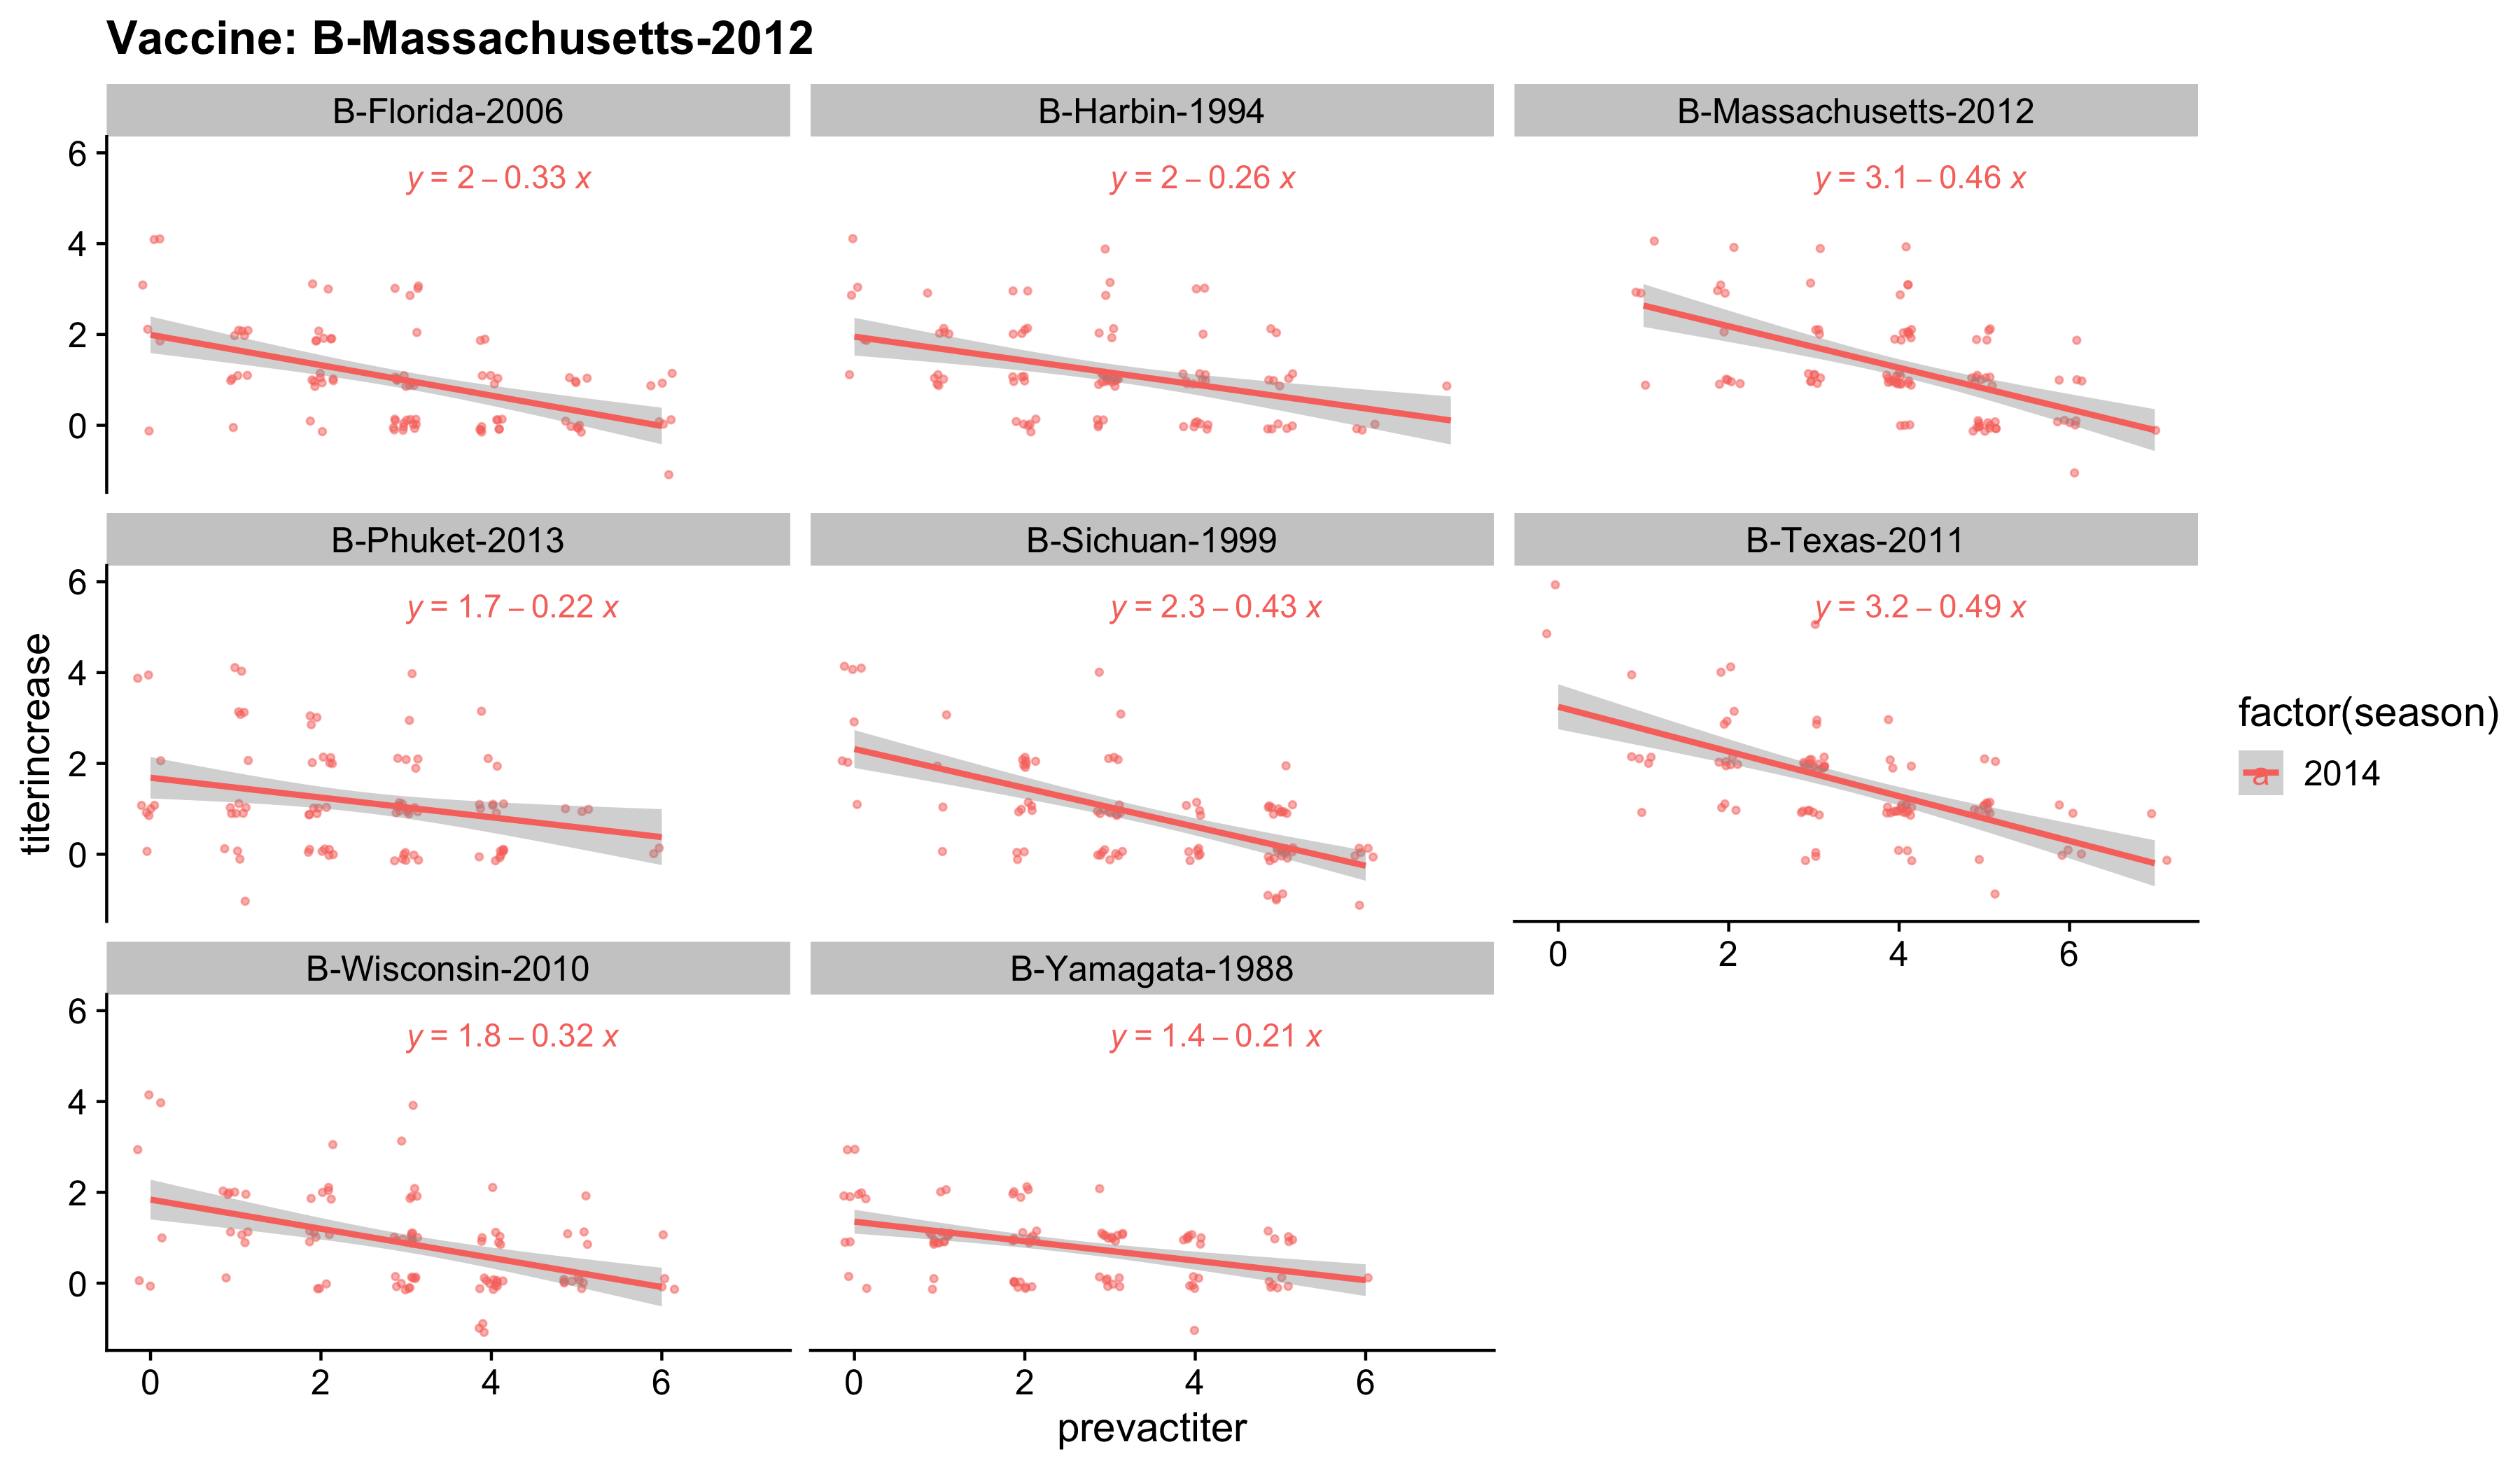 Vaccine: B-Massachusetts-2012
B-Florida-2006
B-Harbin-1994
B-Massachusetts-2012
6
4
2
0
y = 2 – 0.33 x
y = 2 – 0.26 x
y = 3.1 – 0.46 x
B-Phuket-2013
B-Sichuan-1999
B-Texas-2011
6
4
2
0
y = 1.7 – 0.22 x
y = 2.3 – 0.43 x
y = 3.2 – 0.49 x
0 2 4 6
titerincrease
factor(season)
a 2014
B-Wisconsin-2010
B-Yamagata-1988
6
4
2
0
y = 1.8 – 0.32 x
y = 1.4 – 0.21 x
0 2 4 6
0 2 4 6
prevactiter